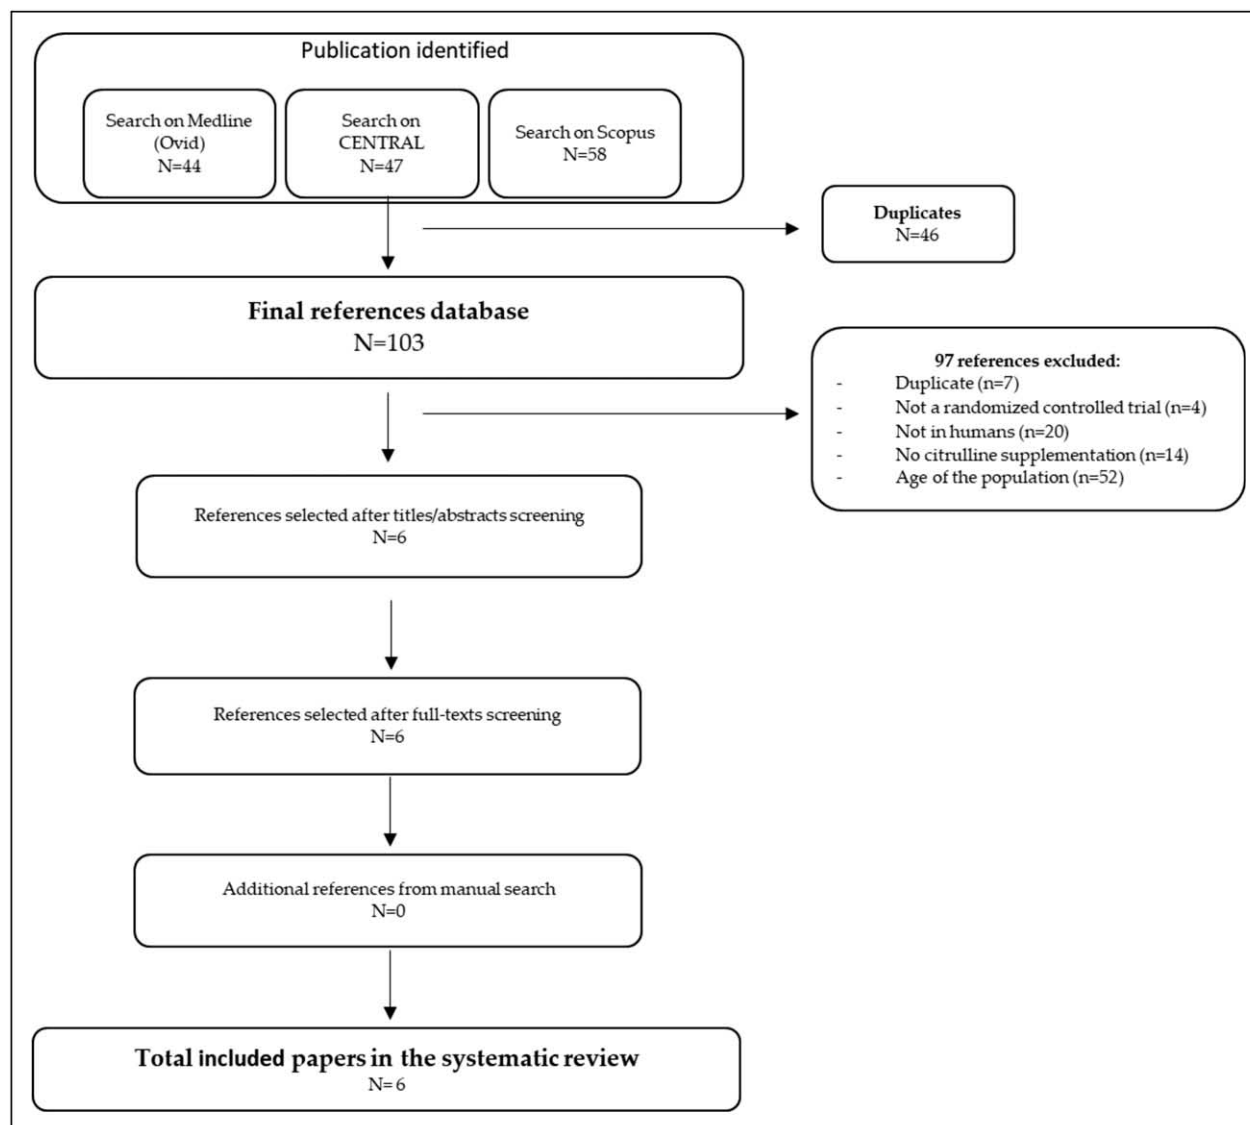 Publication identified
Search on Medline
(Ovid)
N=44
Search on
CENTRAL
N=47
Search on Scopus
N=58
Duplicates
N=46
Final references database
N=103
97 references excluded:
- Duplicate (n=7)
- Not a randomized controlled trial (n=4)
- Not in humans (n=20)
- No citrulline supplementation (n=14)
- Age of the population (n=52)
References selected after titles/abstracts screening
N=6
References selected after full-texts screening
N=6
Additional references from manual search
N=0
Total included papers in the systematic review
N= 6